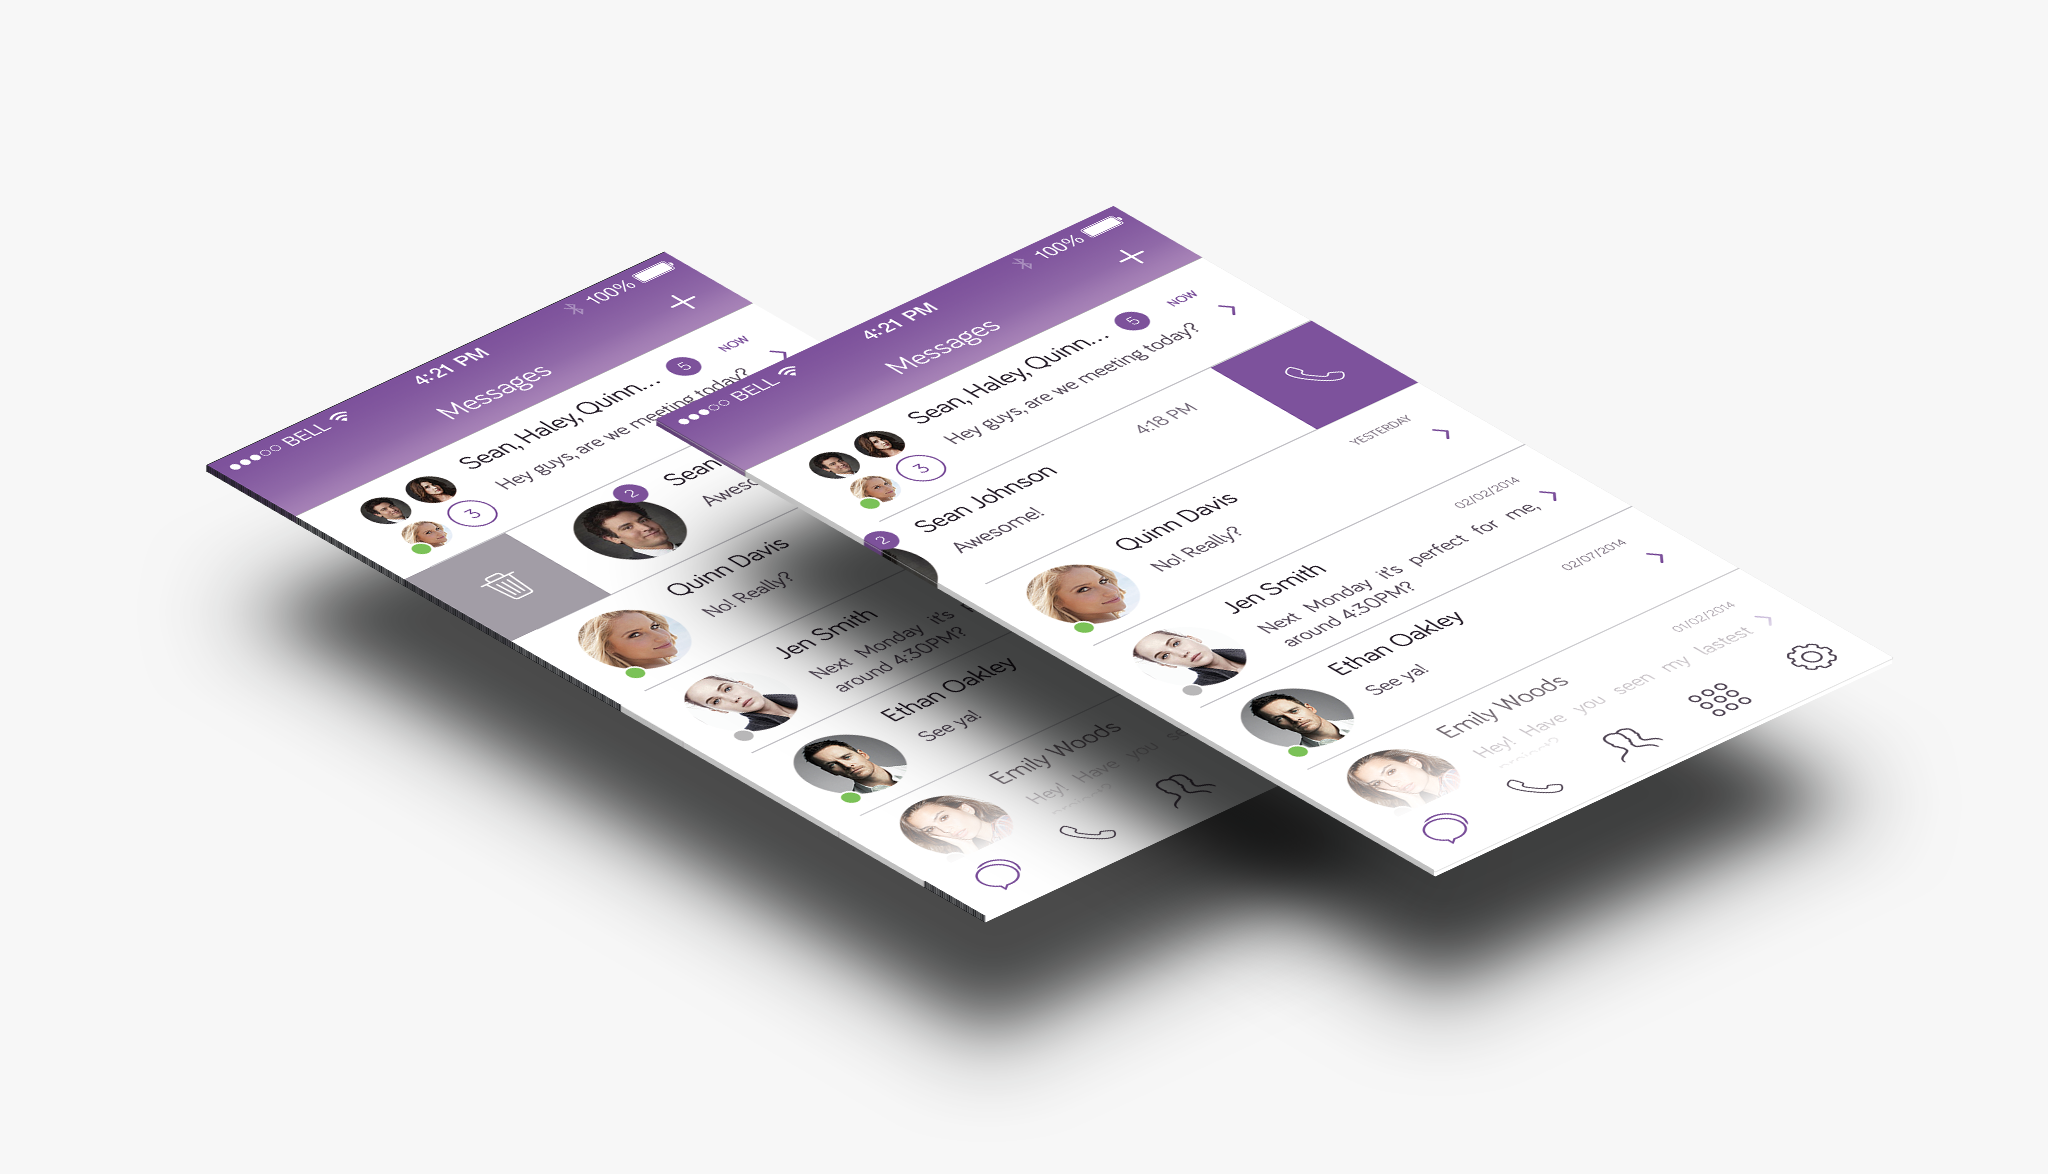 BELL
4:21 PM
100%
Messages
Sean, Haley, Quinn...
5
NOW
Hey guys, are we meeting today?
3
2
Sean
Quinn Davis
No! Really?
Jen Smith
Next Monday it's
around 4:30PM?
Ethan Oakley
See ya!
Emily Woods
Hey! Have you
BELL
4:21 PM
100%
Messages
Sean, Haley, Quinn...
5
NOW
Hey guys, are we meeting today?
3
2
Sean Johnson
4:18 PM
Awesome!
Quinn Davis
YESTERDAY
No! Really?
Jen Smith
02/02/2014
Next Monday it's perfect for me,
around 4:30PM?
Ethan Oakley
02/07/2014
See ya!
Emily Woods
01/02/2014
Hey! Have you seen my lastest